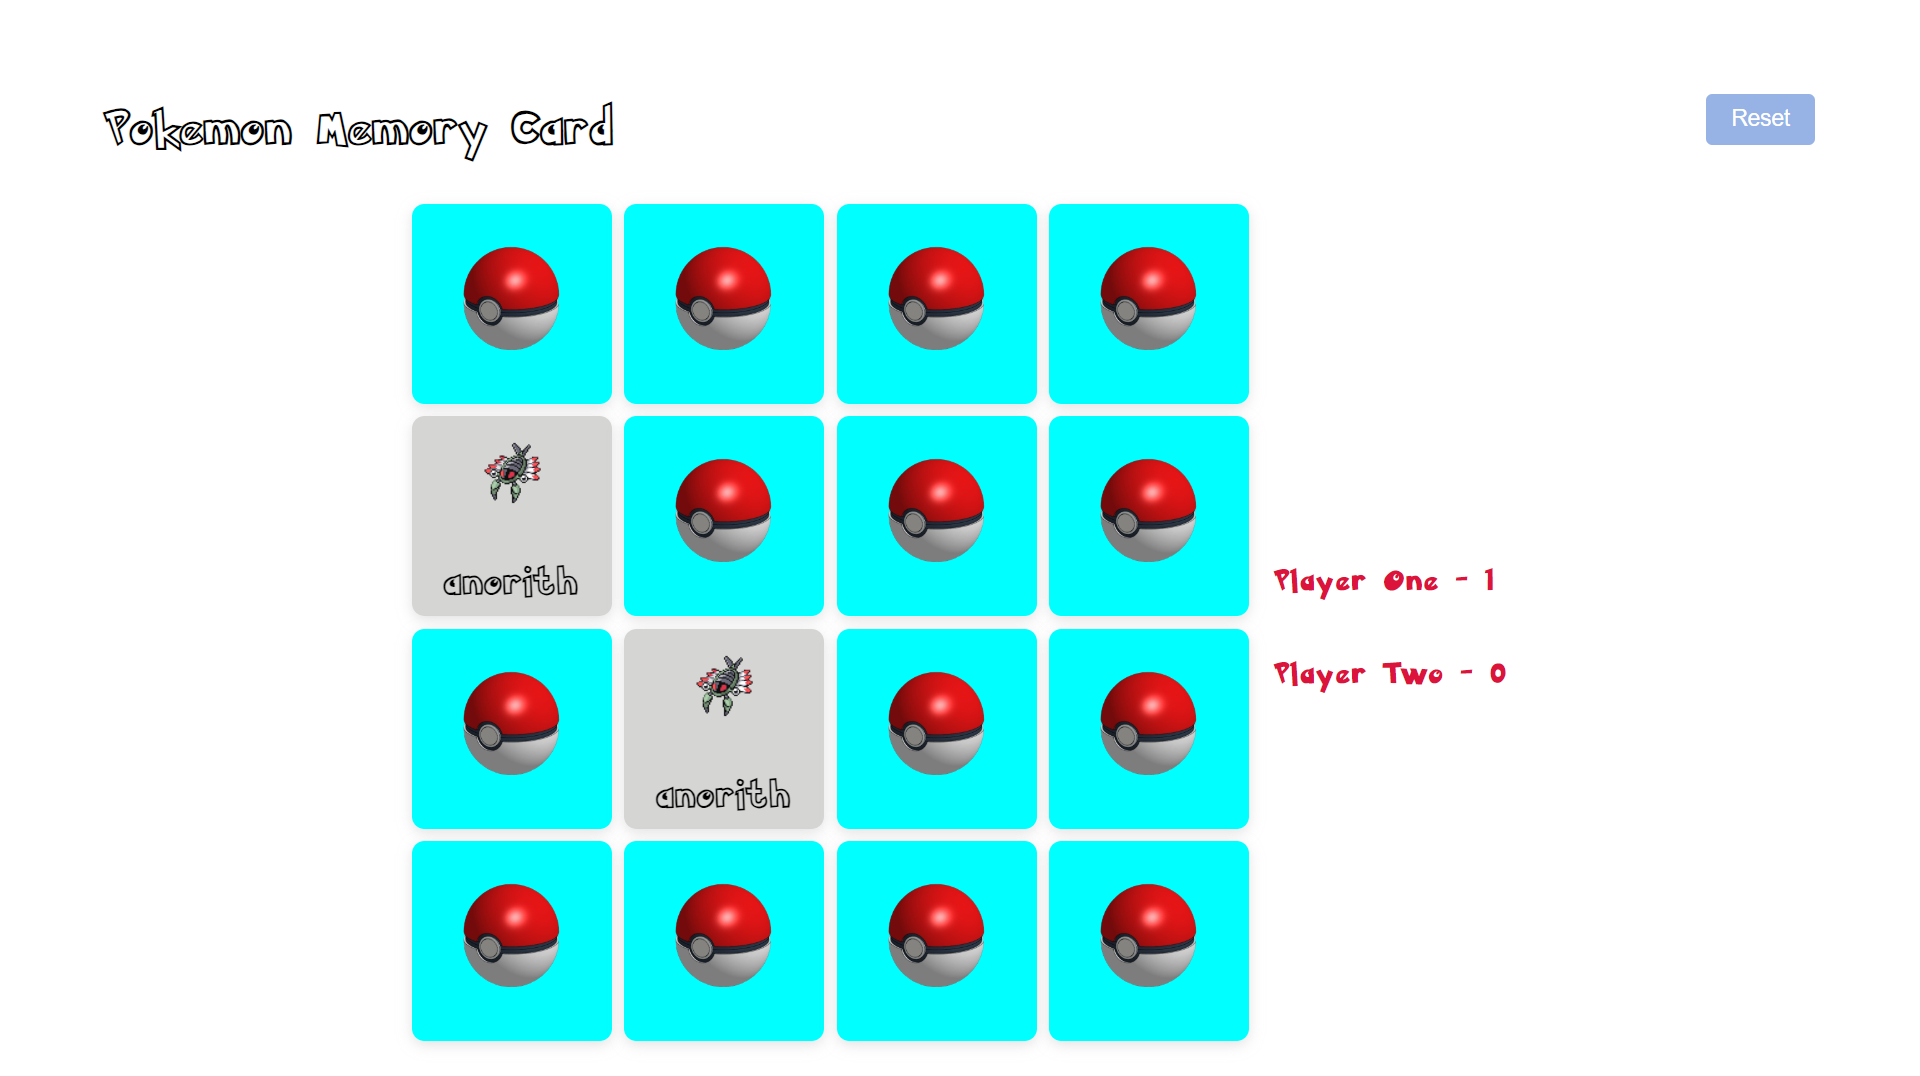 Pokemon Memory Card
Reset
anorith
Player One - 1
Player Two - 0
anorith